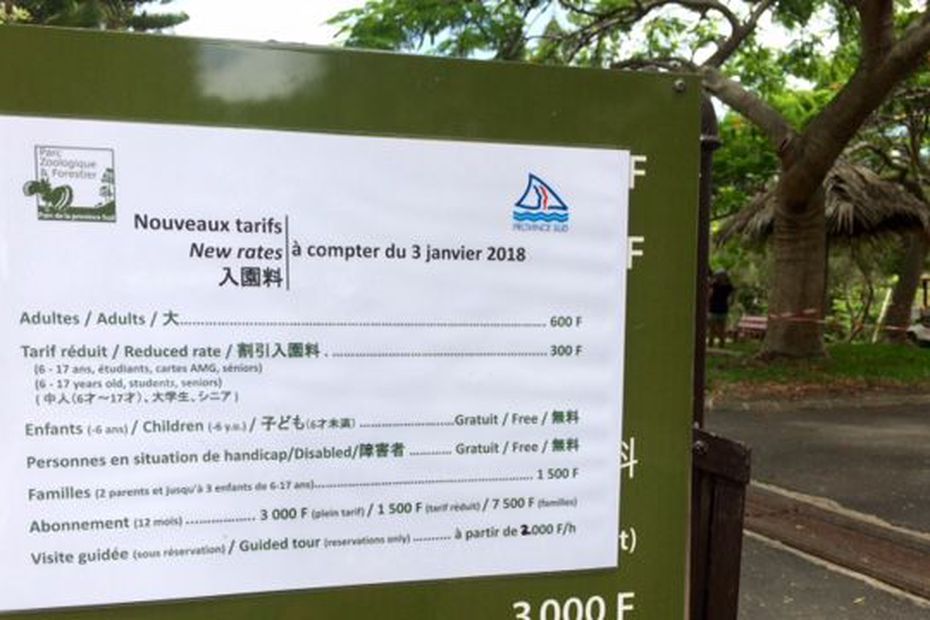 Parc
Zoologique
& Forestier
Parc de la province Sud
PROVINCE SUD
Nouveaux tarifs
New rates
入園料
à compter du 3 janvier 2018
Adultes / Adults / 大 600 F
Tarif réduit / Reduced rate / 割引入園料 . 300 F
(6 - 17 ans, étudiants, cartes AMG, séniors)
(6 - 17 years old, students, seniors)
( 中人(6才～17才)、大学生、シニア )
Enfants (-6 ans) / Children (-6 y.o.) / 子ども(6才未満) Gratuit / Free / 無料
Personnes en situation de handicap/Disabled/障害者 Gratuit / Free / 無料
Familles (2 parents et jusqu'à 3 enfants de 6-17 ans) 1 500 F
Abonnement (12 mois) 3 000 F (plein tarif) / 1 500 F (tarif réduit) / 7 500 F (familles)
Visite guidée (sous réservation) / Guided tour (reservations only) à partir de 2000 F/h
F
F
料
t)
3 000 F